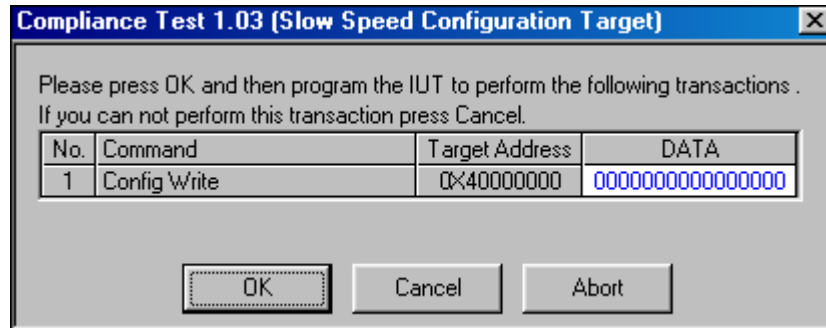 Compliance Test 1.03 (Slow Speed Configuration Target)
Please press OK and then program the IUT to perform the following transactions .
If you can not perform this transaction press Cancel.
No. Command Target Address DATA
1 Config Write 0X40000000 0000000000000000
OK Cancel Abort